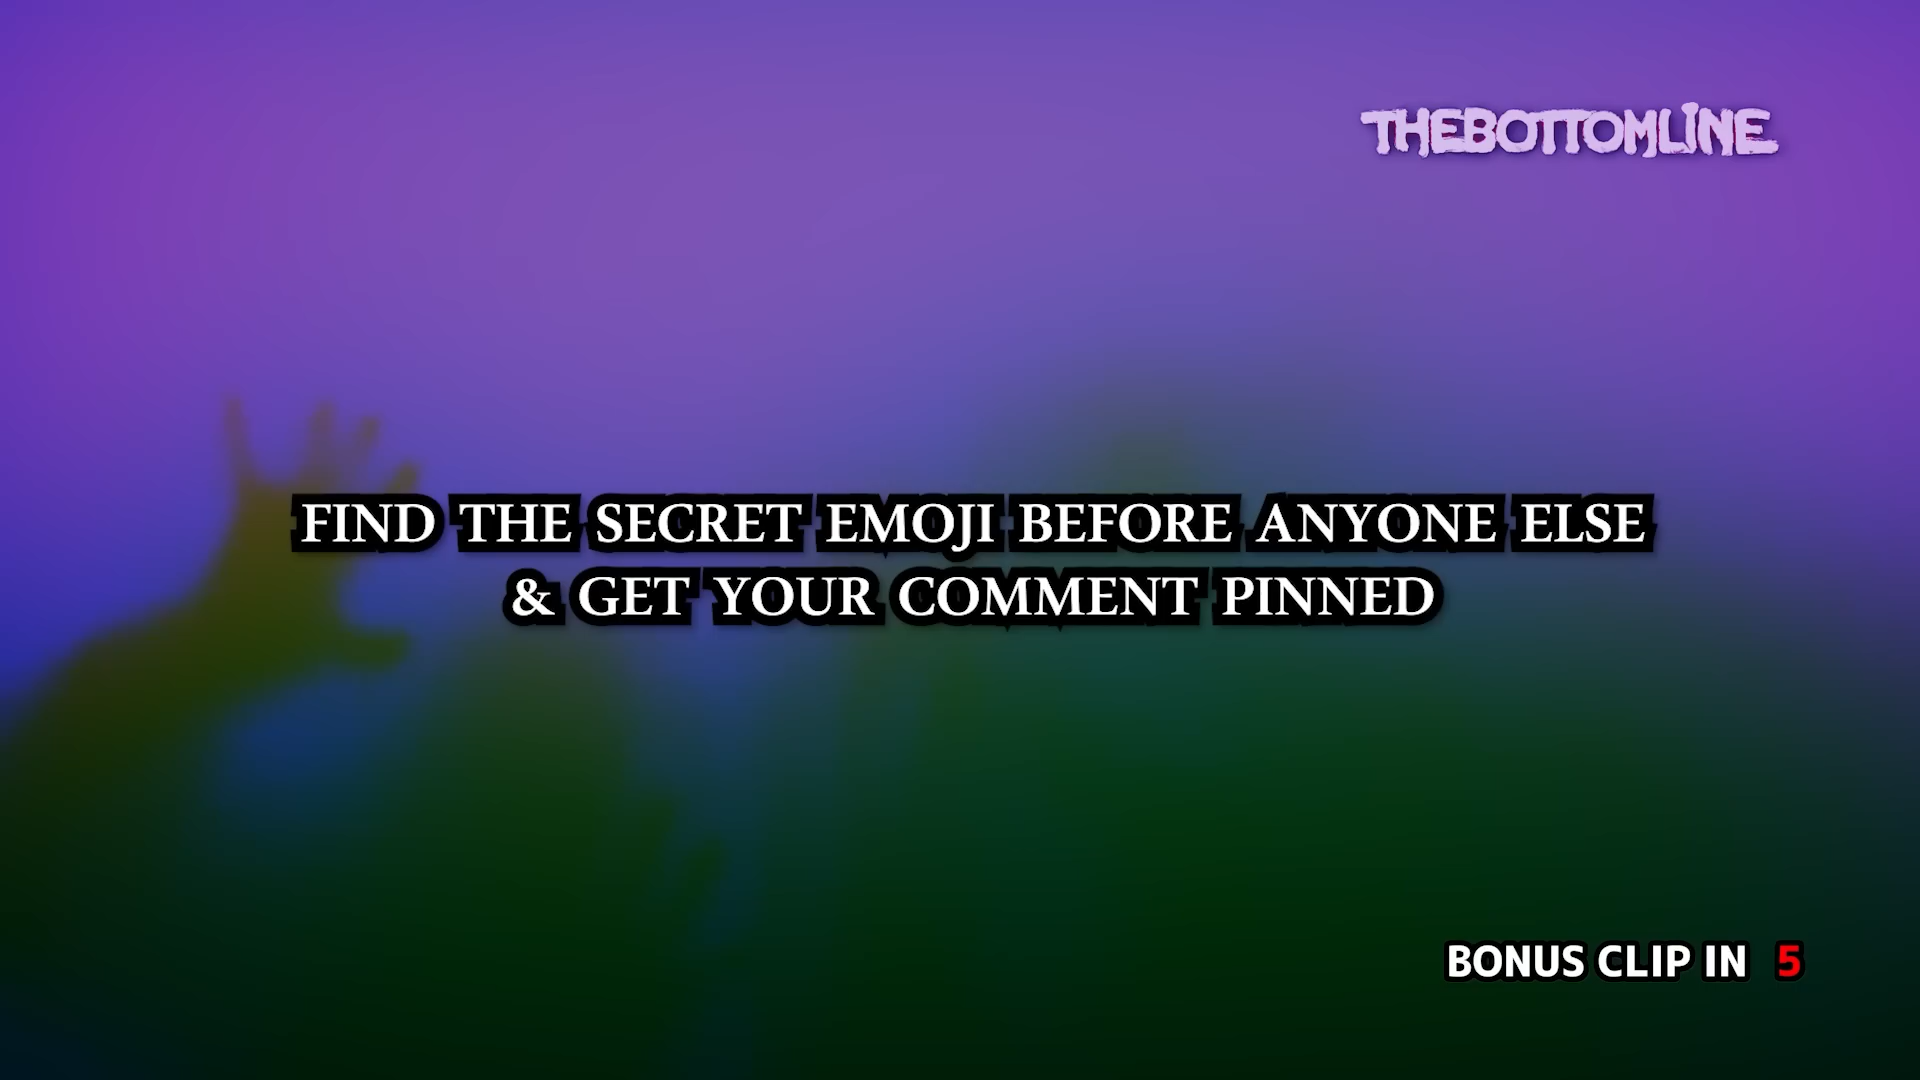 THEBOTTOMLINE
FIND THE SECRET EMOJI BEFORE ANYONE ELSE
& GET YOUR COMMENT PINNED
BONUS CLIP IN 5